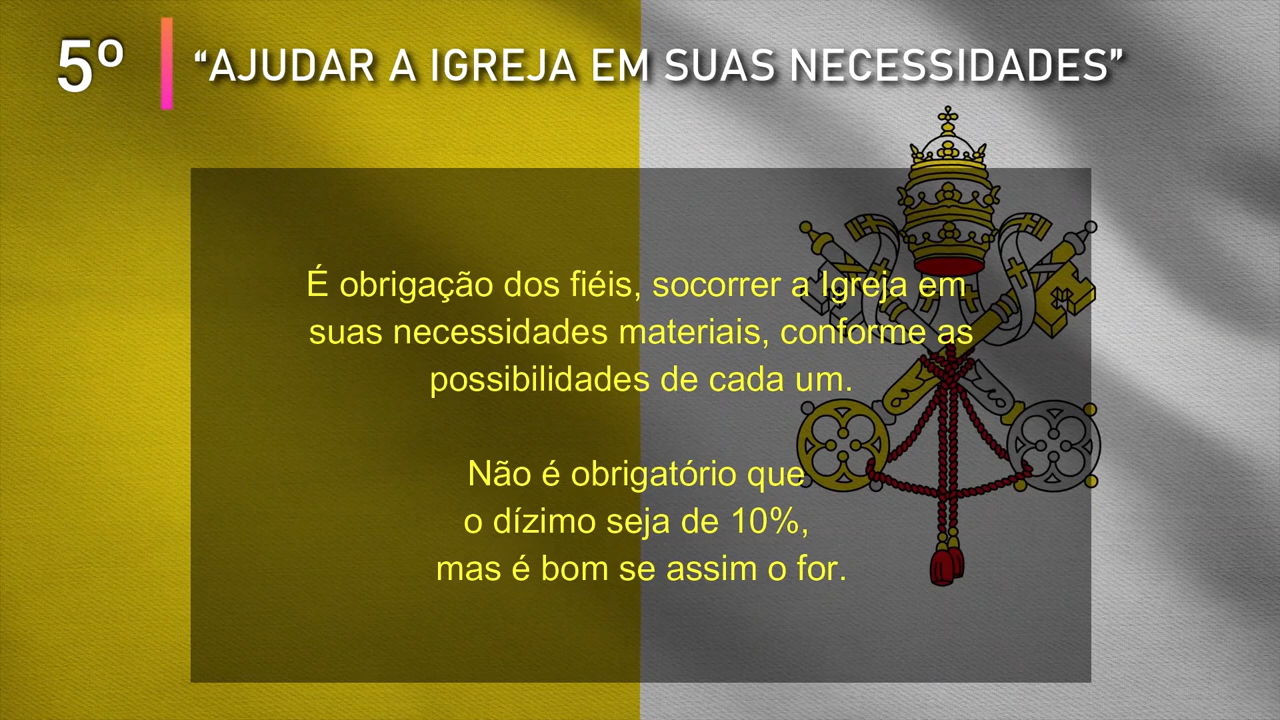 5º
“AJUDAR A IGREJA EM SUAS NECESSIDADES”
É obrigação dos fiéis, socorrer a Igreja em
suas necessidades materiais, conforme as
possibilidades de cada um.
Não é obrigatório que
o dízimo seja de 10%,
mas é bom se assim o for.